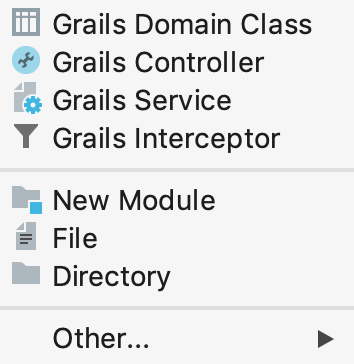 Grails Domain Class
Grails Controller
Grails Service
Grails Interceptor
New Module
File
Directory
Other...